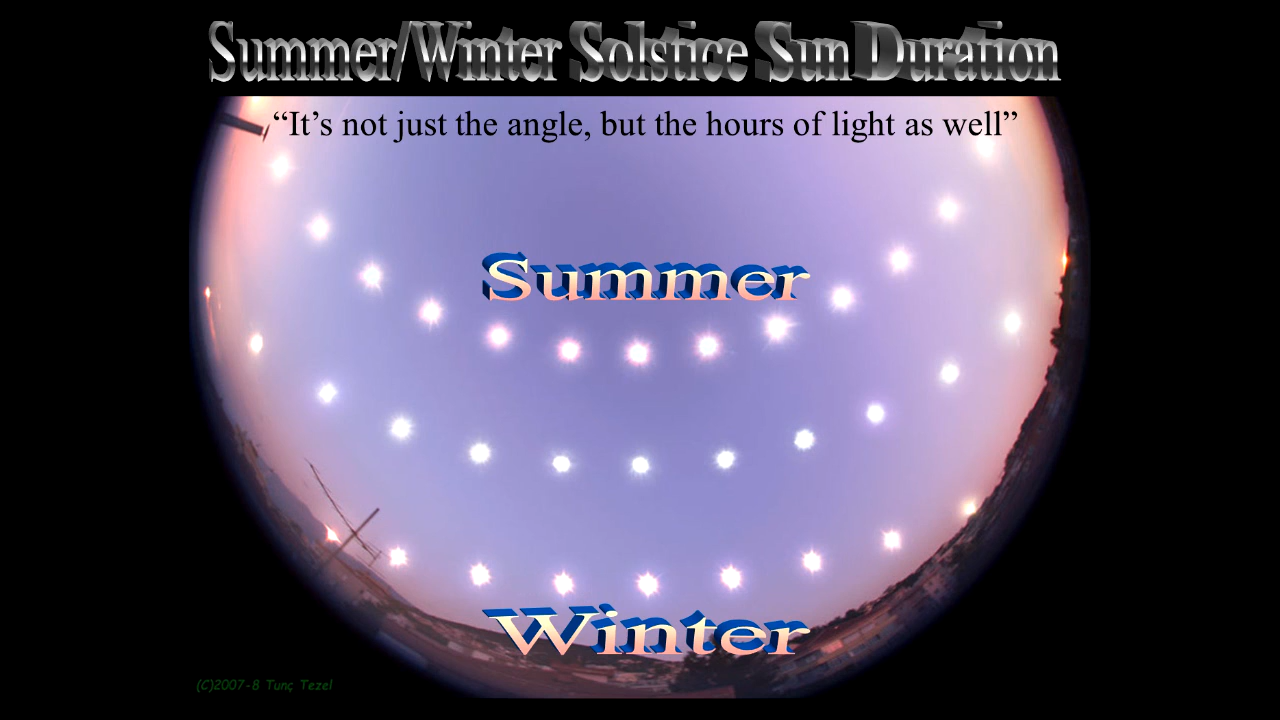 Summer/Winter Solstice Sun Duration
“It’s not just the angle, but the hours of light as well”
Summer
Winter
(C)2007-8 Tunç Tezel